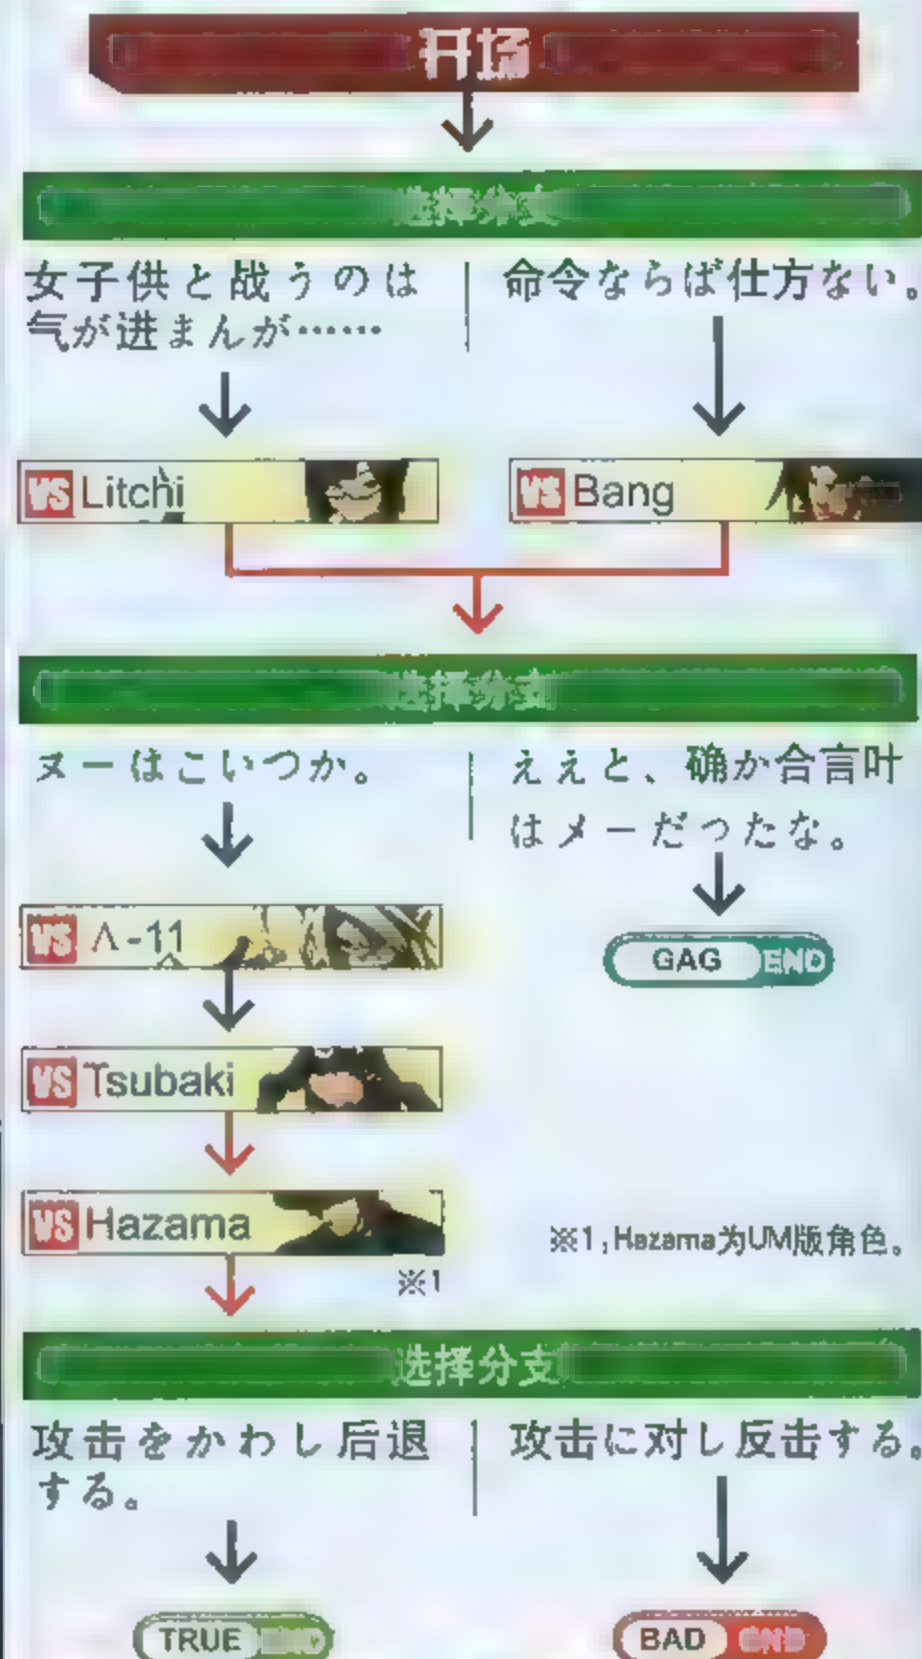 开场
选择分支
女子供と战うのは
气が进まんが……
命令ならば仕方ない。
VS Litchi
VS Bang
选择分支
ヌーはこいつか。
ええと、确か合言叶
はメーだったな。
VS Λ-11
GAG END
VS Tsubaki
VS Hazama
※1
※1,Hazama为UM版角色。
选择分支
攻击をかわし后退
する。
攻击に对し反击する。
TRUE END
BAD END